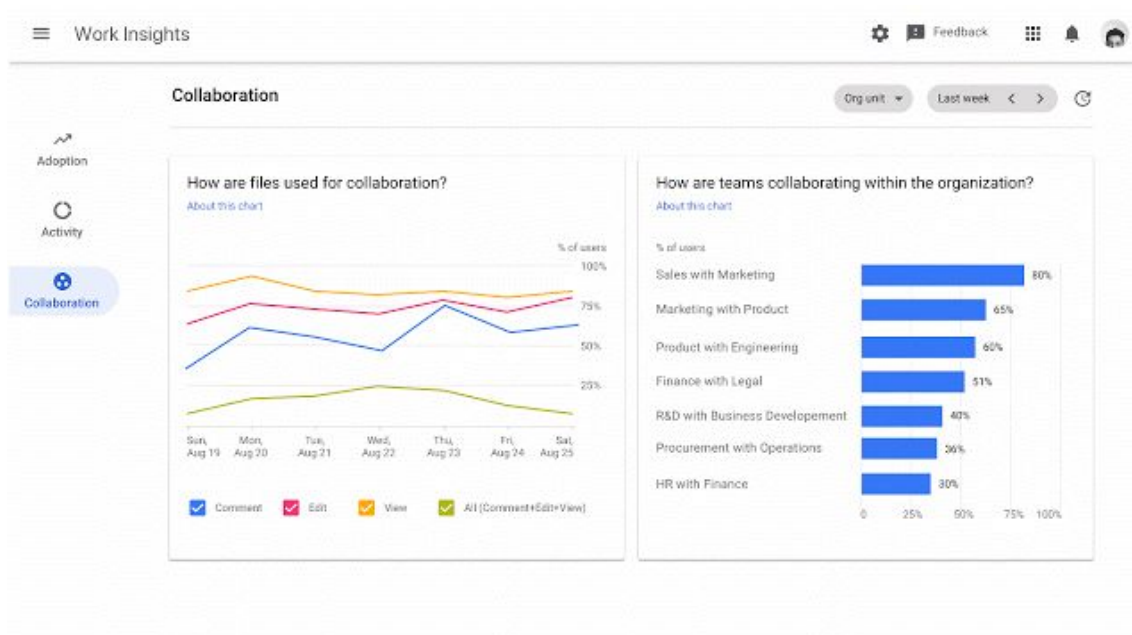 Work Insights
Feedback
Collaboration
Org unit
Last week
Adoption
Activity
Collaboration
How are files used for collaboration?
About this chart
% of users
100%
75%
50%
25%
Sun, Aug 19
Mon, Aug 20
Tue, Aug 21
Wed, Aug 22
Thu, Aug 23
Fri, Aug 24
Sat, Aug 25
Comment
Edit
View
All (Comment+Edit+View)
How are teams collaborating within the organization?
About this chart
% of users
Sales with Marketing 80%
Marketing with Product 65%
Product with Engineering 60%
Finance with Legal 51%
R&D with Business Developement 40%
Procurement with Operations 36%
HR with Finance 30%
0 25% 50% 75% 100%